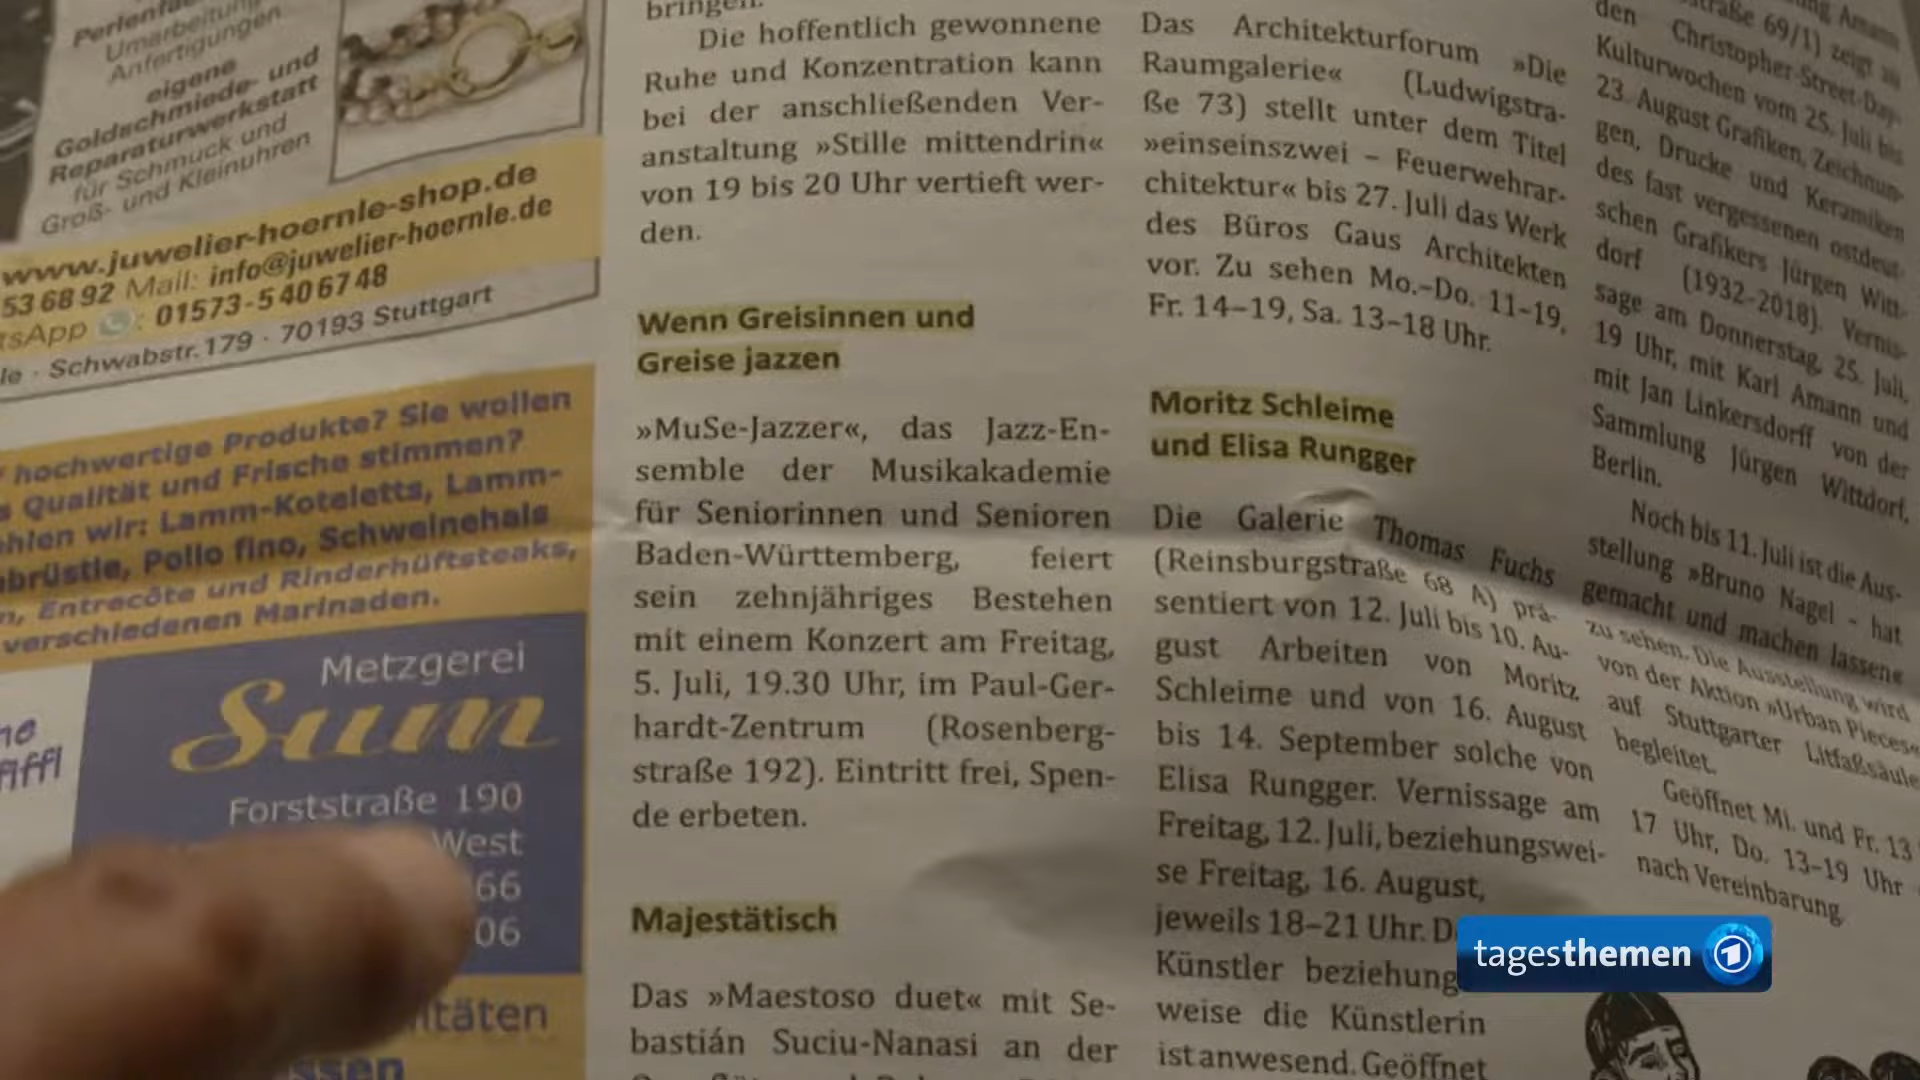 Umarbeitung
Anfertigungen
eigene
Goldschmiede- und
Reparaturwerkstatt
für Schmuck und
Groß- und Kleinuhren
www.juwelier-hoernle-shop.de
53 68 92 Mail: info@juwelier-hoernle.de
tsApp : 01573-5 40 67 48
le · Schwabstr. 179 · 70193 Stuttgart
hochwertige Produkte? Sie wollen
s Qualität und Frische stimmen?
ehlen wir: Lamm-Koteletts, Lamm-
nbrüstle, Pollo fino, Schweinehals
n, Entrecôte und Rinderhüftsteaks,
verschiedenen Marinaden.
Metzgerei
Sum
Forststraße 190
West
66
06
itäten
ssen
bringen.
Die hoffentlich gewonnene
Ruhe und Konzentration kann
bei der anschließenden Ver-
anstaltung »Stille mittendrin«
von 19 bis 20 Uhr vertieft wer-
den.
Wenn Greisinnen und
Greise jazzen
»MuSe-Jazzer«, das Jazz-En-
semble der Musikakademie
für Seniorinnen und Senioren
Baden-Württemberg, feiert
sein zehnjähriges Bestehen
mit einem Konzert am Freitag,
5. Juli, 19.30 Uhr, im Paul-Ger-
hardt-Zentrum (Rosenberg-
straße 192). Eintritt frei, Spen-
de erbeten.
Majestätisch
Das »Maestoso duet« mit Se-
bastián Suciu-Nanasi an der
Das Architekturforum »Die
Raumgalerie« (Ludwigstra-
ße 73) stellt unter dem Titel
»einseinszwei – Feuerwehrar-
chitektur« bis 27. Juli das Werk
des Büros Gaus Architekten
vor. Zu sehen Mo.–Do. 11–19,
Fr. 14–19, Sa. 13–18 Uhr.
Moritz Schleime
und Elisa Rungger
Die Galerie Thomas Fuchs
(Reinsburgstraße 68 A) prä-
sentiert von 12. Juli bis 10. Au-
gust Arbeiten von Moritz
Schleime und von 16. August
bis 14. September solche von
Elisa Rungger. Vernissage am
Freitag, 12. Juli, beziehungswei-
se Freitag, 16. August,
jeweils 18–21 Uhr. D
Künstler beziehung
weise die Künstlerin
ist anwesend. Geöffnet
ung Amann
straße 69/1) zeigt zu
den Christopher-Street-Day-
Kulturwochen vom 25. Juli bis
23. August Grafiken, Zeichnun-
gen, Drucke und Keramiken
des fast vergessenen ostdeut-
schen Grafikers Jürgen Witt-
dorf (1932–2018). Vernis-
sage am Donnerstag, 25. Juli,
19 Uhr, mit Karl Amann und
mit Jan Linkersdorff von der
Sammlung Jürgen Wittdorf,
Berlin.
Noch bis 11. Juli ist die Aus-
stellung »Bruno Nagel – hat
gemacht und machen lassen«
zu sehen. Die Ausstellung wird
von der Aktion »Urban Pieces«
auf Stuttgarter Litfaßsäule
begleitet.
Geöffnet Mi. und Fr. 13
17 Uhr, Do. 13–19 Uhr
nach Vereinbarung.
tagesthemen 1